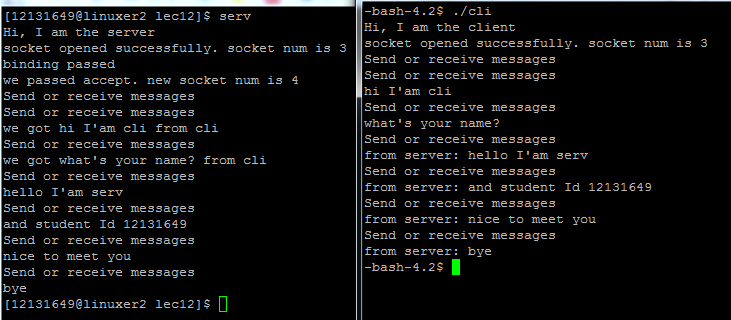 [12131649@linuxer2 lec12]$ serv
Hi, I am the server
socket opened successfully. socket num is 3
binding passed
we passed accept. new socket num is 4
Send or receive messages
Send or receive messages
we got hi I'am cli from cli
Send or receive messages
we got what's your name? from cli
Send or receive messages
hello I'am serv
Send or receive messages
and student Id 12131649
Send or receive messages
nice to meet you
Send or receive messages
bye
[12131649@linuxer2 lec12]$
-bash-4.2$ ./cli
Hi, I am the client
socket opened successfully. socket num is 3
Send or receive messages
Send or receive messages
hi I'am cli
Send or receive messages
what's your name?
Send or receive messages
from server: hello I'am serv
Send or receive messages
from server: and student Id 12131649
Send or receive messages
from server: nice to meet you
Send or receive messages
from server: bye
-bash-4.2$